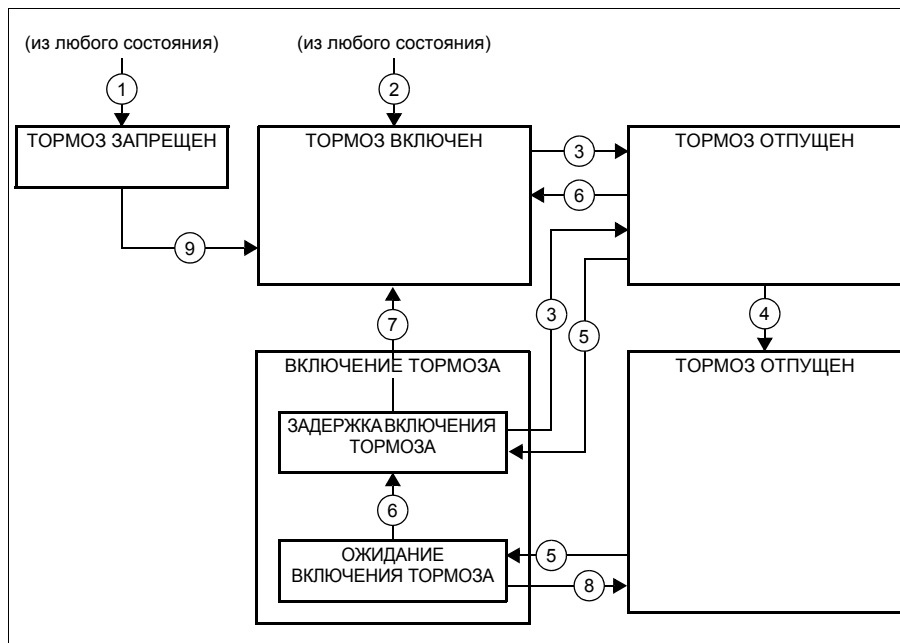 (из любого состояния)
(из любого состояния)
1
2
ТОРМОЗ ЗАПРЕЩЕН
ТОРМОЗ ВКЛЮЧЕН
ТОРМОЗ ОТПУЩЕН
3
6
9
7
3
5
4
ВКЛЮЧЕНИЕ ТОРМОЗА
ТОРМОЗ ОТПУЩЕН
ЗАДЕРЖКА ВКЛЮЧЕНИЯ
ТОРМОЗА
6
ОЖИДАНИЕ
ВКЛЮЧЕНИЯ ТОРМОЗА
5
8